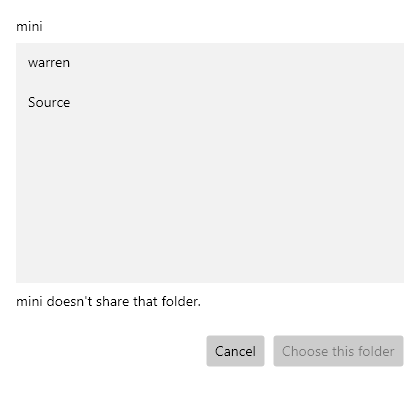 mini
warren
Source
mini doesn't share that folder.
Cancel
Choose this folder